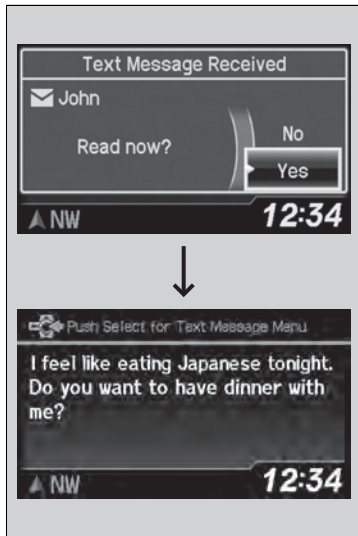 Text Message Received
John
Read now?
No
Yes
NW
12:34
Push Select for Text Message Menu
I feel like eating Japanese tonight.
Do you want to have dinner with
me?
NW
12:34